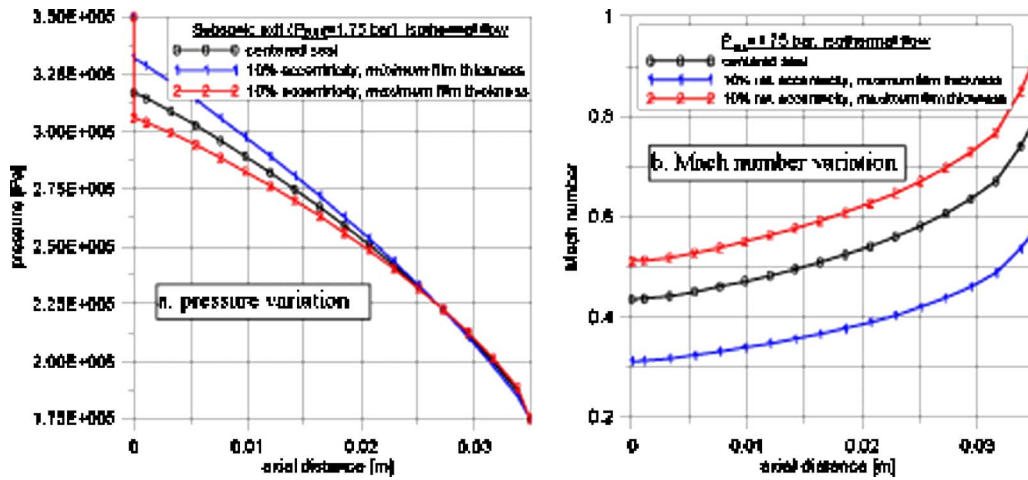 3.50E+005
3.25E+005
3.00E+005
2.75E+005
2.50E+005
2.25E+005
2.00E+005
1.75E+005
pressure [Pa]
Subsonic exit (P=1.75 bar), isothermal flow
centered seal
10% eccentricity, minimum film thickness
10% eccentricity, maximum film thickness
a. pressure variation
0 0.01 0.02 0.03
axial distance [m]
1
0.8
0.6
0.4
0.2
Mach number
=1.75 bar, isothermal flow
centered seal
10% rel. eccentricity, minimum film thickness
10% rel. eccentricity, maximum film thickness
b. Mach number variation
0 0.01 0.02 0.03
axial distance [m]